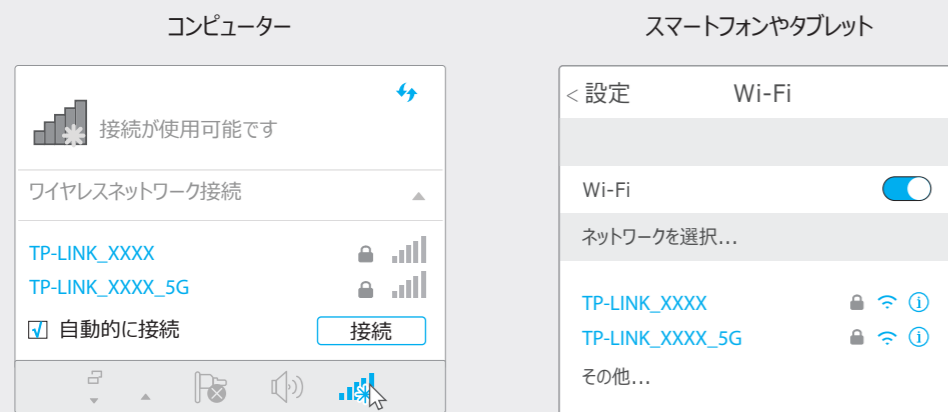 コンピューター
接続が使用可能です
ワイヤレスネットワーク接続
TP-LINK_XXXX
TP-LINK_XXXX_5G
自動的に接続
接続
スマートフォンやタブレット
< 設定 Wi-Fi
Wi-Fi
ネットワークを選択...
TP-LINK_XXXX
TP-LINK_XXXX_5G
その他...